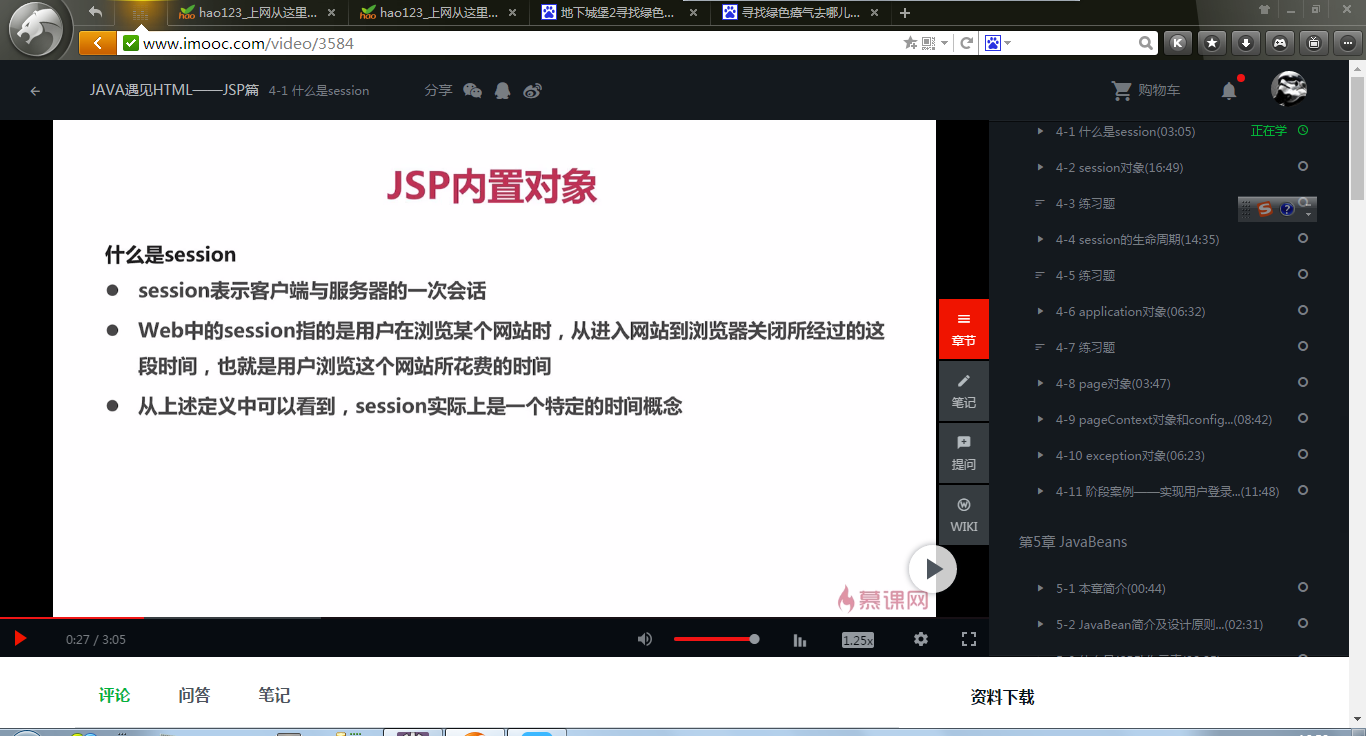 hao123_上网从这里...
hao123_上网从这里...
地下城堡2寻找绿色...
寻找绿色瘴气去哪儿...
www.imooc.com/video/3584
JAVA遇见HTML——JSP篇 4-1 什么是session
分享
购物车
JSP内置对象
什么是session
session表示客户端与服务器的一次会话
Web中的session指的是用户在浏览某个网站时，从进入网站到浏览器关闭所经过的这
段时间，也就是用户浏览这个网站所花费的时间
从上述定义中可以看到，session实际上是一个特定的时间概念
慕课网
章节
笔记
提问
WIKI
4-1 什么是session(03:05) 正在学
4-2 session对象(16:49)
4-3 练习题
4-4 session的生命周期(14:35)
4-5 练习题
4-6 application对象(06:32)
4-7 练习题
4-8 page对象(03:47)
4-9 pageContext对象和config...(08:42)
4-10 exception对象(06:23)
4-11 阶段案例——实现用户登录...(11:48)
第5章 JavaBeans
5-1 本章简介(00:44)
5-2 JavaBean简介及设计原则...(02:31)
0:27 / 3:05
1.25x
评论 问答 笔记
资料下载